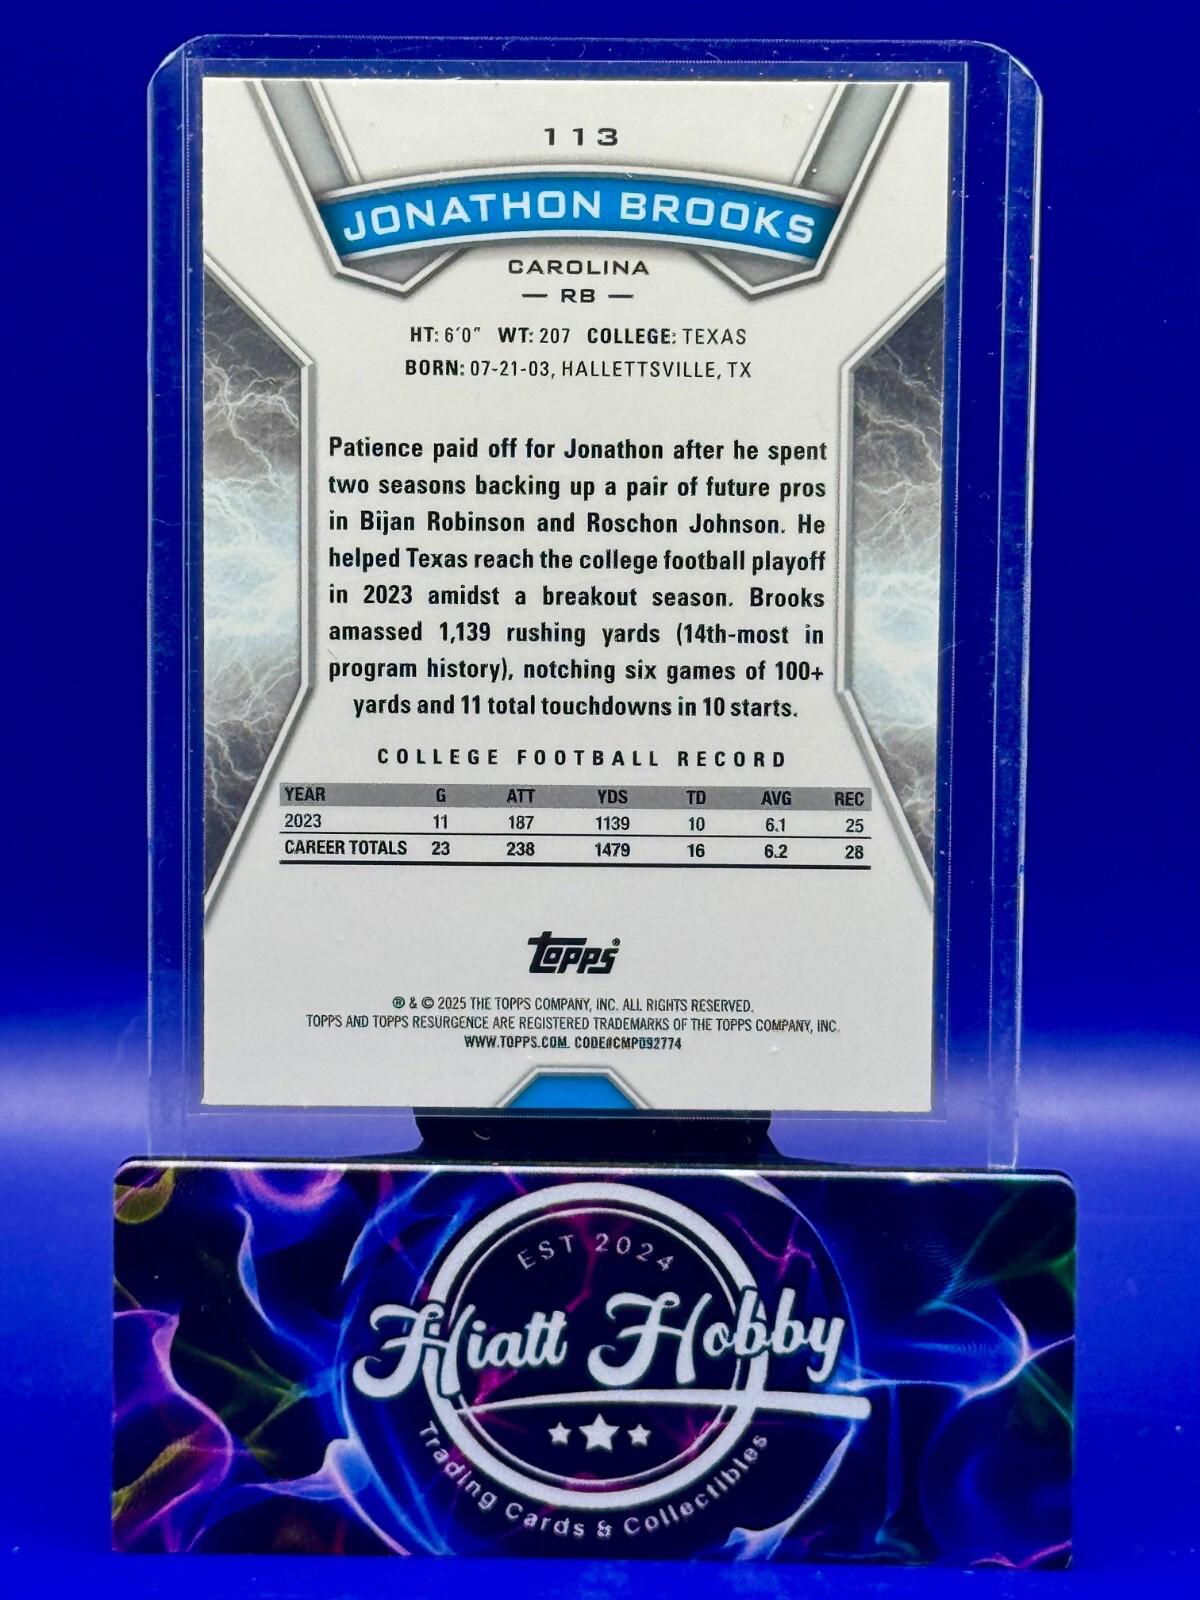 113
JONATHON BROOKS
CAROLINA
— RB —
HT: 6'0" WT: 207 COLLEGE: TEXAS
BORN: 07-21-03, HALLETTSVILLE, TX
Patience paid off for Jonathon after he spent
two seasons backing up a pair of future pros
in Bijan Robinson and Roschon Johnson. He
helped Texas reach the college football playoff
in 2023 amidst a breakout season. Brooks
amassed 1,139 rushing yards (14th-most in
program history), notching six games of 100+
yards and 11 total touchdowns in 10 starts.
COLLEGE FOOTBALL RECORD
YEAR G ATT YDS TD AVG REC
2023 11 187 1139 10 6.1 25
CAREER TOTALS 23 238 1479 16 6.2 28
topps®
® & © 2025 THE TOPPS COMPANY, INC. ALL RIGHTS RESERVED.
TOPPS AND TOPPS RESURGENCE ARE REGISTERED TRADEMARKS OF THE TOPPS COMPANY, INC.
WWW.TOPPS.COM. CODE#CMP092774
EST 2024
Hiatt Hobby
Trading Cards & Collectibles